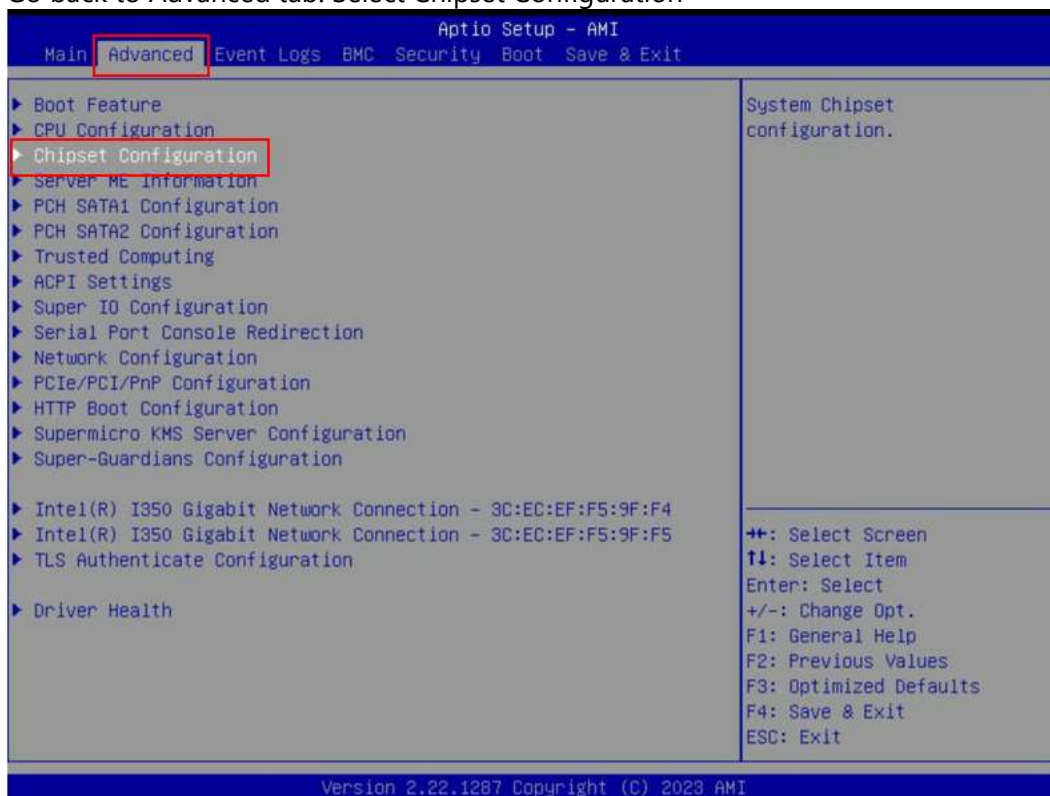 Go back to Advanced tab. Select Chipset Configuration
Aptio Setup – AMI
Main Advanced Event Logs BMC Security Boot Save & Exit
▶ Boot Feature
▶ CPU Configuration
▶ Chipset Configuration
▶ Server ME Information
▶ PCH SATA1 Configuration
▶ PCH SATA2 Configuration
▶ Trusted Computing
▶ ACPI Settings
▶ Super IO Configuration
▶ Serial Port Console Redirection
▶ Network Configuration
▶ PCIe/PCI/PnP Configuration
▶ HTTP Boot Configuration
▶ Supermicro KMS Server Configuration
▶ Super-Guardians Configuration
▶ Intel(R) I350 Gigabit Network Connection – 3C:EC:EF:F5:9F:F4
▶ Intel(R) I350 Gigabit Network Connection – 3C:EC:EF:F5:9F:F5
▶ TLS Authenticate Configuration
▶ Driver Health
System Chipset
configuration.
→←: Select Screen
↑↓: Select Item
Enter: Select
+/-: Change Opt.
F1: General Help
F2: Previous Values
F3: Optimized Defaults
F4: Save & Exit
ESC: Exit
Version 2.22.1287 Copyright (C) 2023 AMI